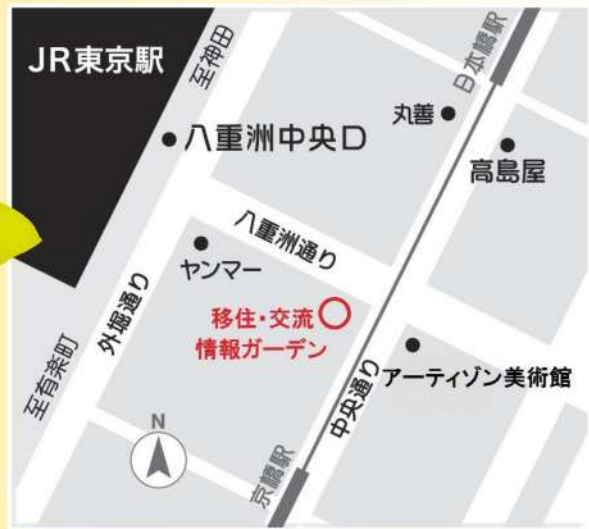 JR東京駅
至神田
日本橋駅
丸善
八重洲中央口
高島屋
八重洲通り
ヤンマー
外堀通り
移住・交流
情報ガーデン
至有楽町
アーティゾン美術館
中央通り
N
京橋駅